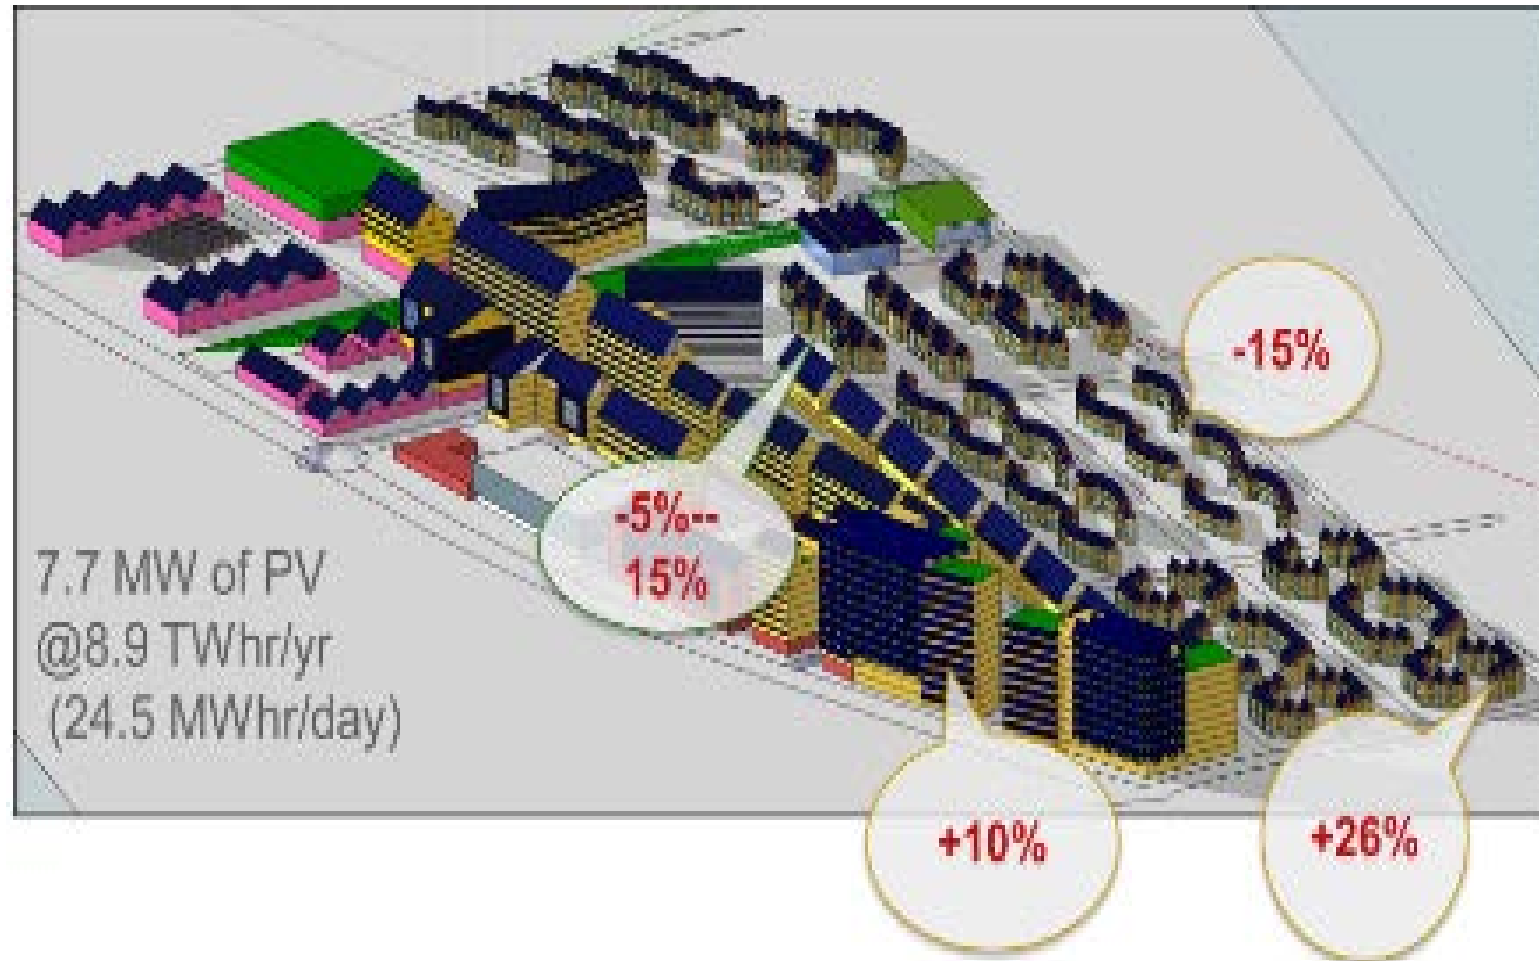 -15%
-5%--
15%
7.7 MW of PV
@8.9 TWhr/yr
(24.5 MWhr/day)
+10%
+26%